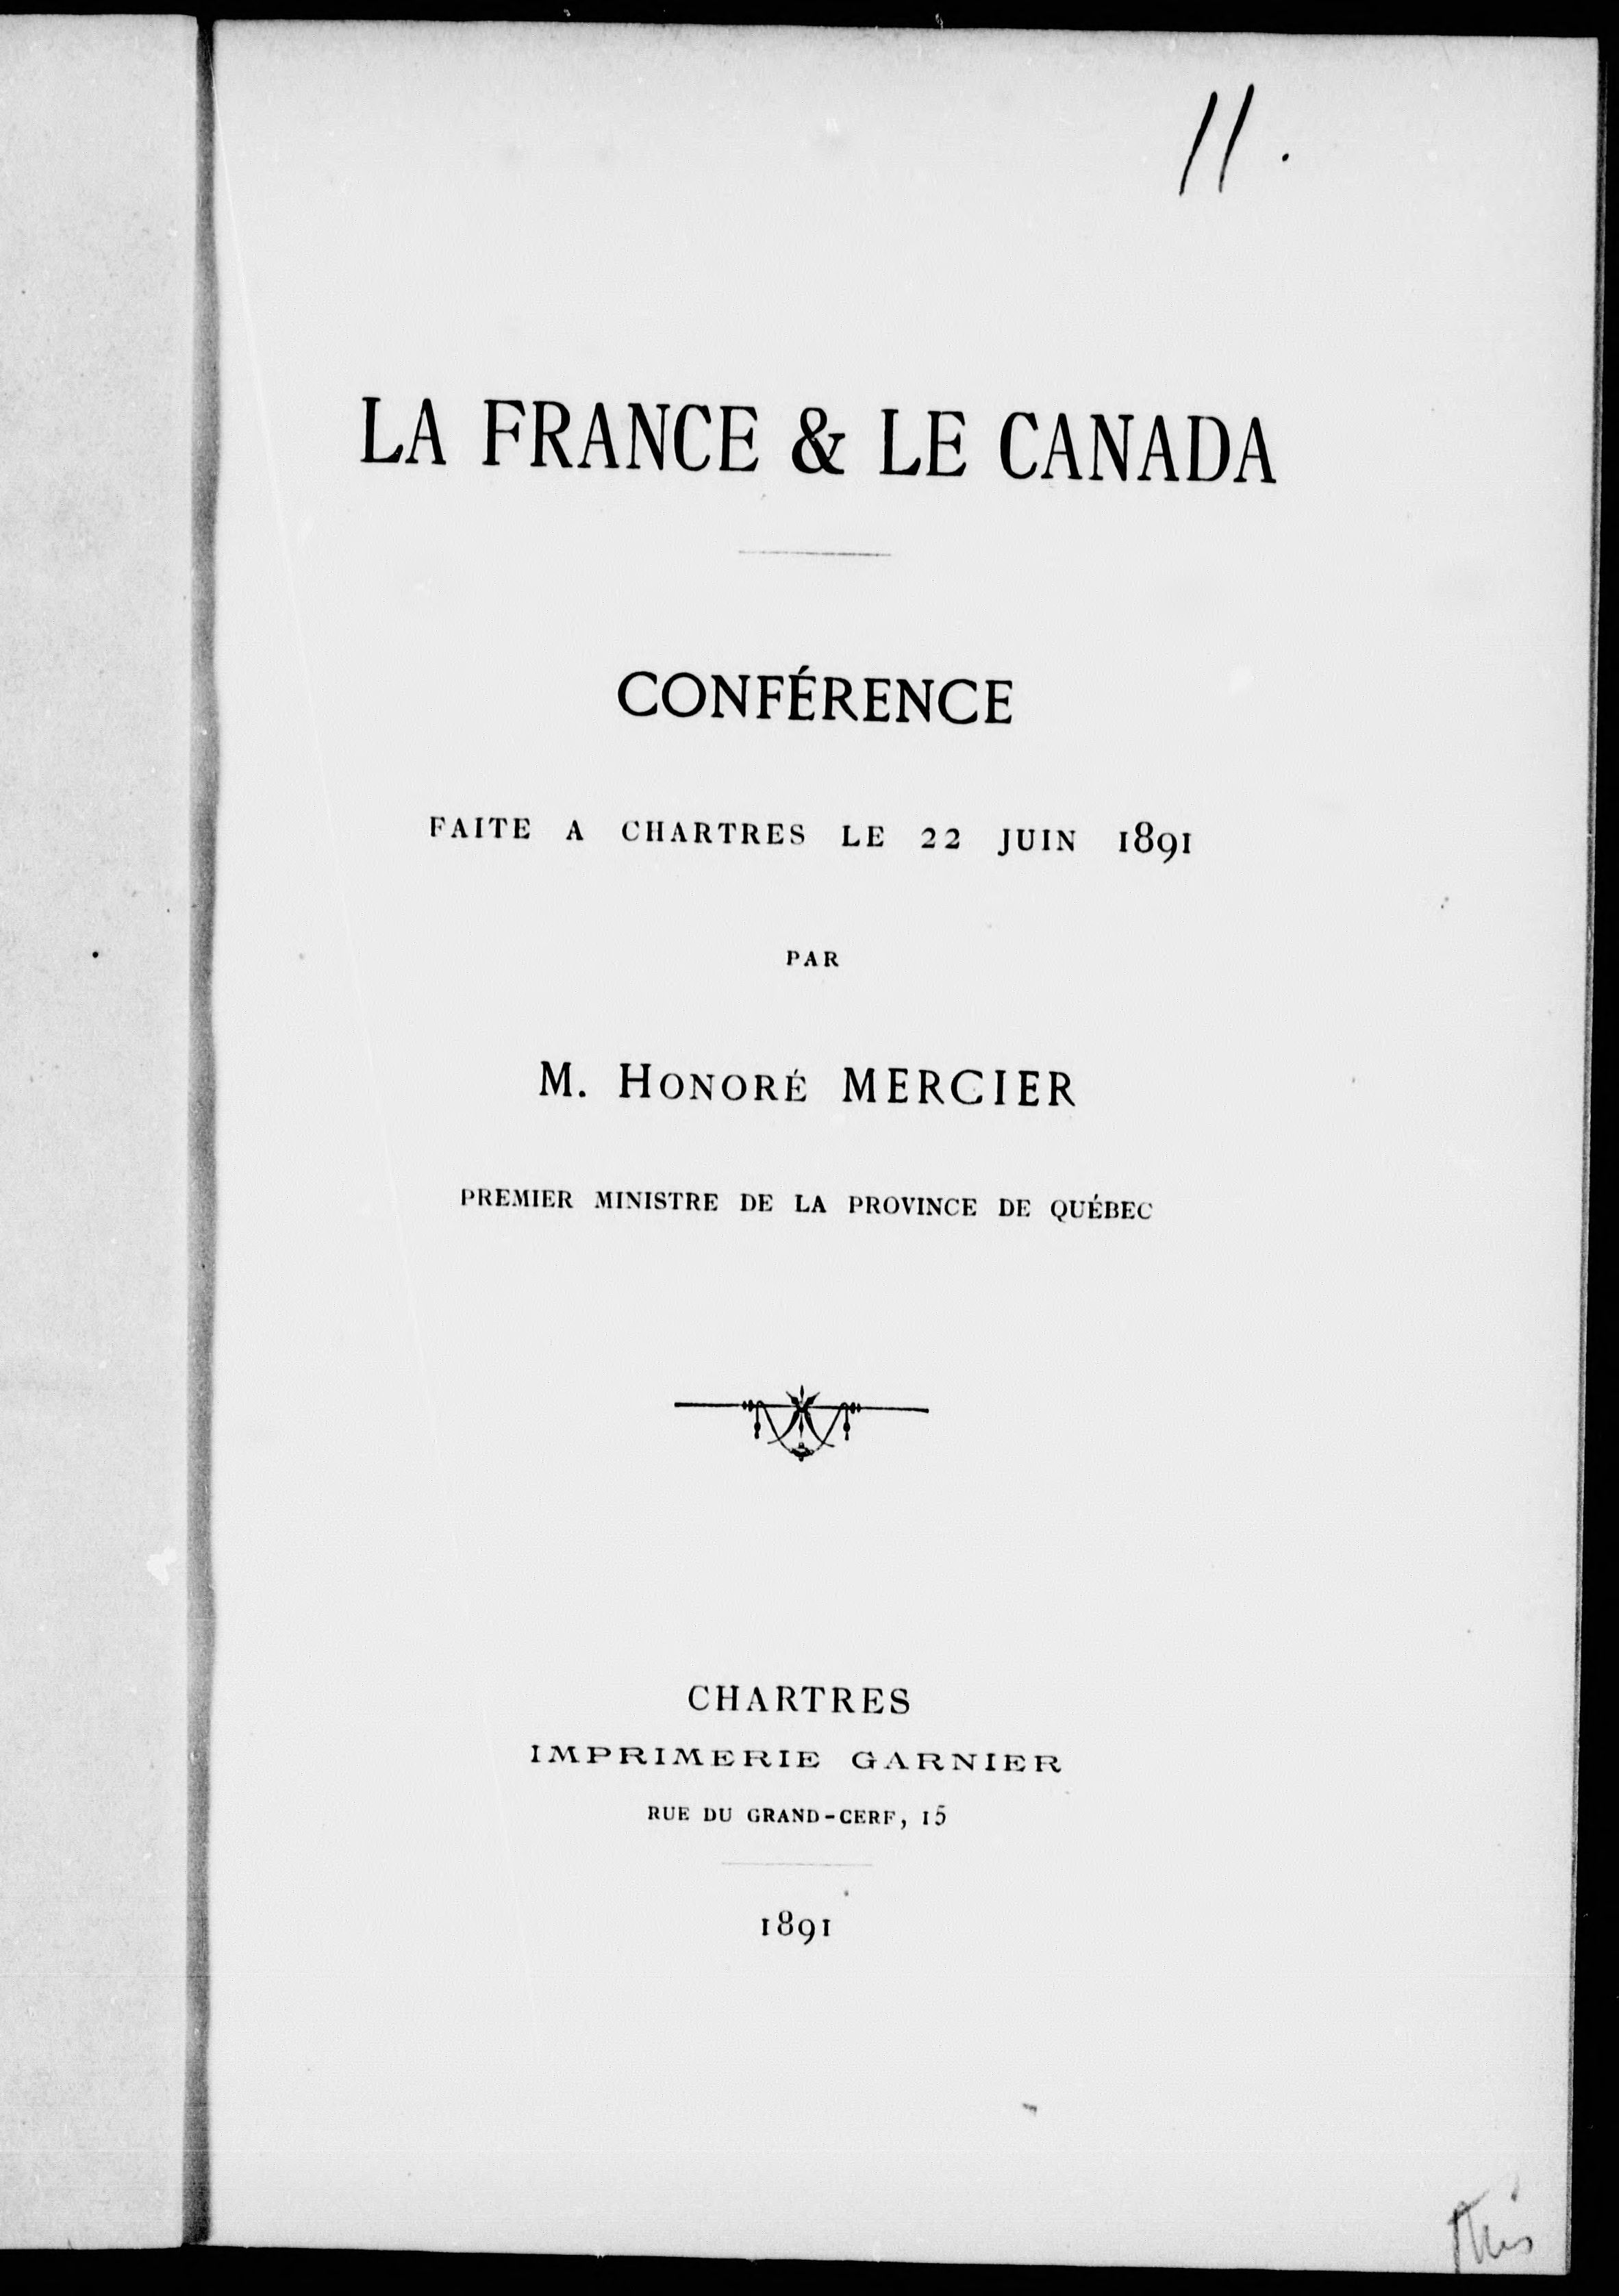 11.
LA FRANCE & LE CANADA
CONFÉRENCE
FAITE A CHARTRES LE 22 JUIN 1891
PAR
M. HONORÉ MERCIER
PREMIER MINISTRE DE LA PROVINCE DE QUÉBEC
CHARTRES
IMPRIMERIE GARNIER
RUE DU GRAND-CERF, 15
1891